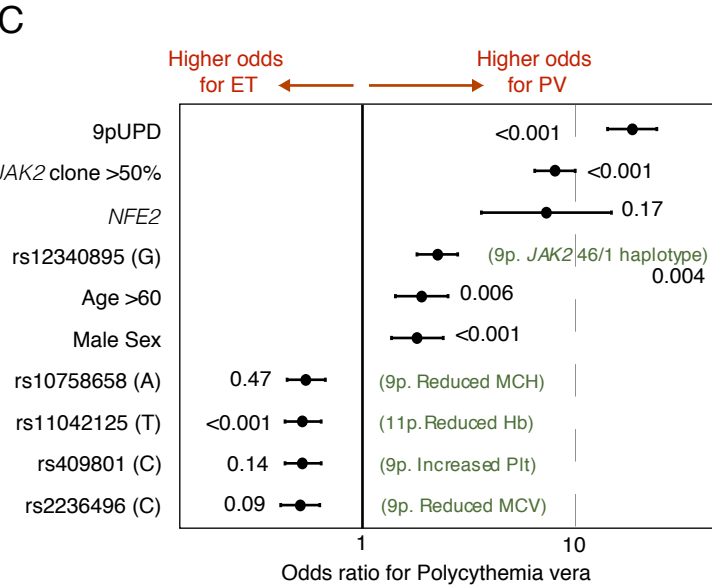 C
Higher odds
for ET
Higher odds
for PV
9pUPD
<0.001
JAK2 clone >50%
<0.001
NFE2
0.17
rs12340895 (G)
(9p. JAK2 46/1 haplotype)
0.004
Age >60
0.006
Male Sex
<0.001
rs10758658 (A)
0.47
(9p. Reduced MCH)
rs11042125 (T)
<0.001
(11p.Reduced Hb)
rs409801 (C)
0.14
(9p. Increased Plt)
rs2236496 (C)
0.09
(9p. Reduced MCV)
1
10
Odds ratio for Polycythemia vera